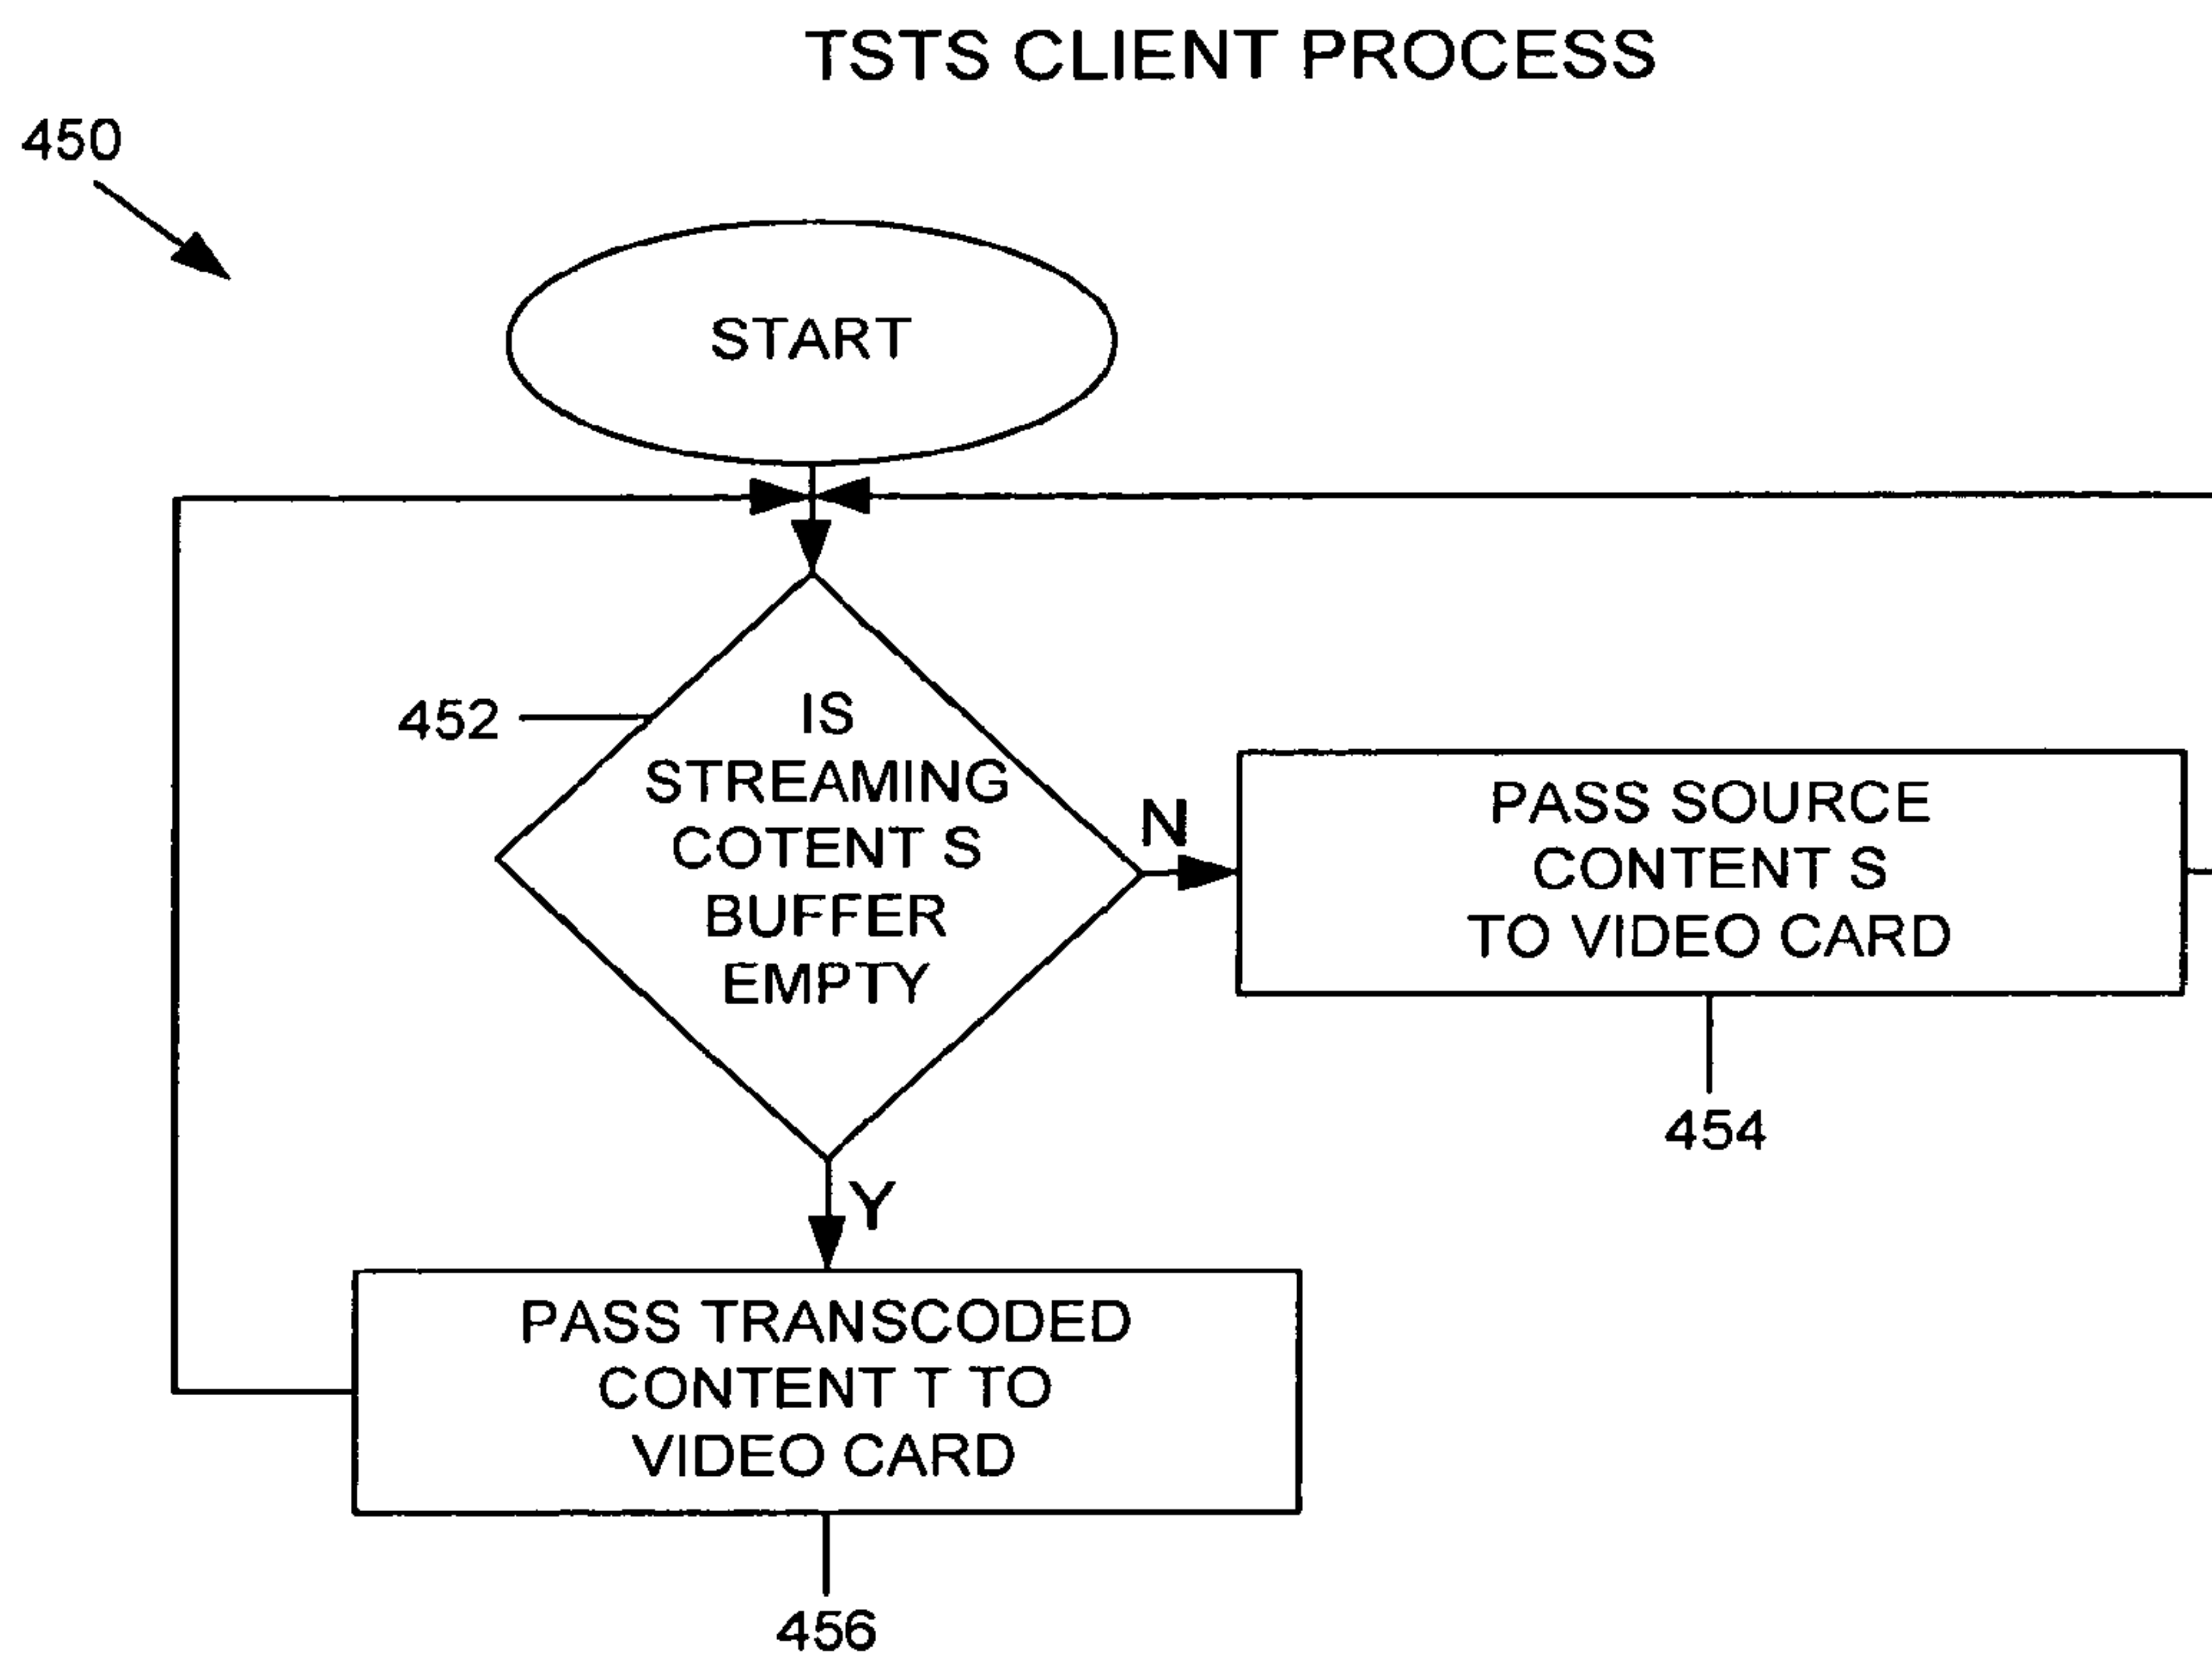 TSTS CLIENT PROCESS
450
START
452
IS
STREAMING
COTENT S
BUFFER
EMPTY
N
PASS SOURCE
CONTENT S
TO VIDEO CARD
454
Y
PASS TRANSCODED
CONTENT T TO
VIDEO CARD
456